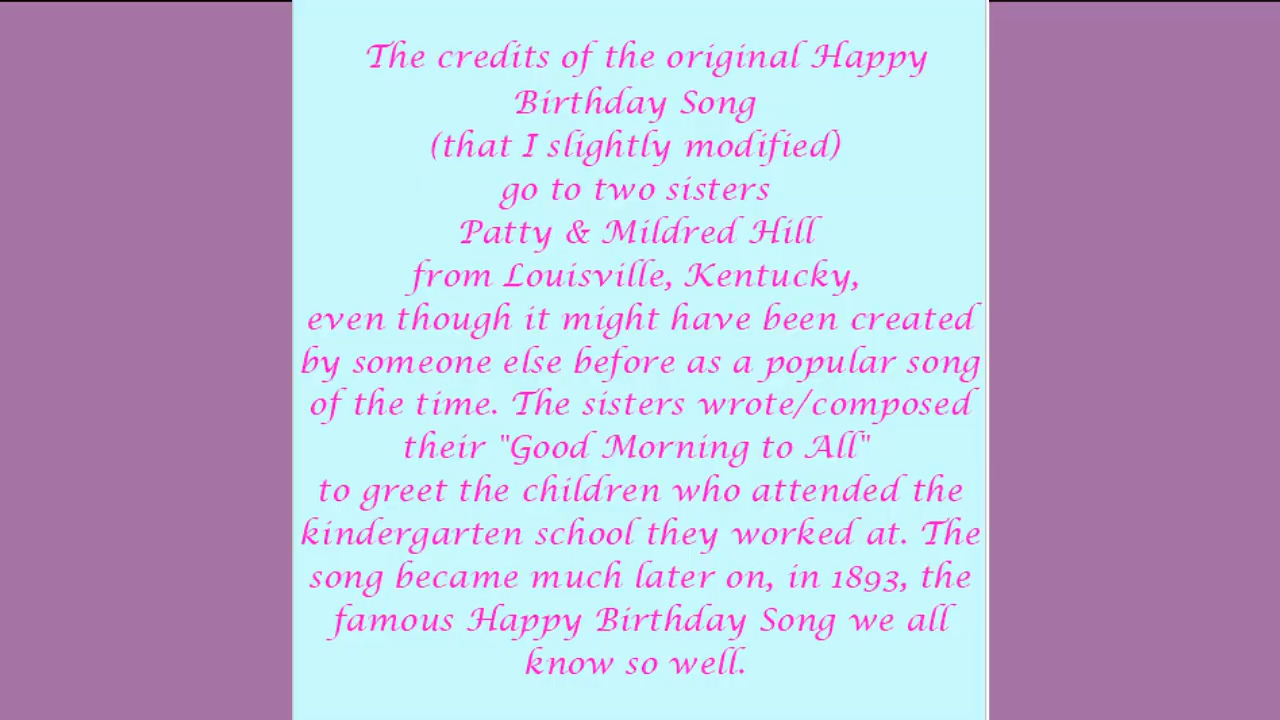 The credits of the original Happy
Birthday Song
(that I slightly modified)
go to two sisters
Patty & Mildred Hill
from Louisville, Kentucky,
even though it might have been created
by someone else before as a popular song
of the time. The sisters wrote/composed
their "Good Morning to All"
to greet the children who attended the
kindergarten school they worked at. The
song became much later on, in 1893, the
famous Happy Birthday Song we all
know so well.